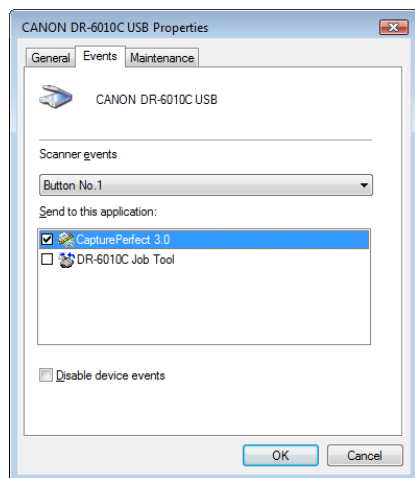 CANON DR-6010C USB Properties
General Events Maintenance
CANON DR-6010C USB
Scanner events
Button No.1
Send to this application:
CapturePerfect 3.0
DR-6010C Job Tool
Disable device events
OK Cancel